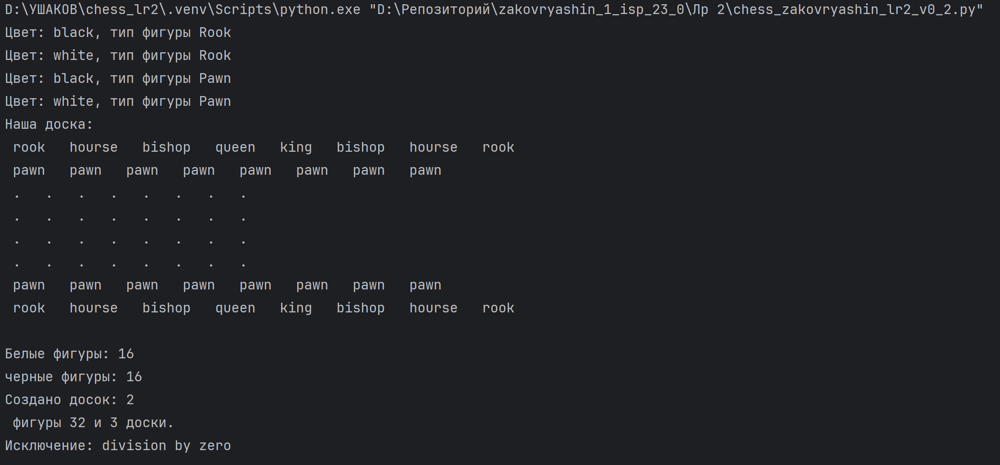 D:\УШАКОВ\chess_lr2\.venv\Scripts\python.exe "D:\Репозиторий\zakovryashin_1_isp_23_0\Лр 2\chess_zakovryashin_lr2_v0_2.py"
Цвет: black, тип фигуры Rook
Цвет: white, тип фигуры Rook
Цвет: black, тип фигуры Pawn
Цвет: white, тип фигуры Pawn
Наша доска:
 rook   hourse   bishop   queen   king   bishop   hourse   rook
 pawn   pawn   pawn   pawn   pawn   pawn   pawn   pawn
 .   .   .   .   .   .   .   .
 .   .   .   .   .   .   .   .
 .   .   .   .   .   .   .   .
 .   .   .   .   .   .   .   .
 pawn   pawn   pawn   pawn   pawn   pawn   pawn   pawn
 rook   hourse   bishop   queen   king   bishop   hourse   rook
Белые фигуры: 16
черные фигуры: 16
Создано досок: 2
 фигуры 32 и 3 доски.
Исключение: division by zero